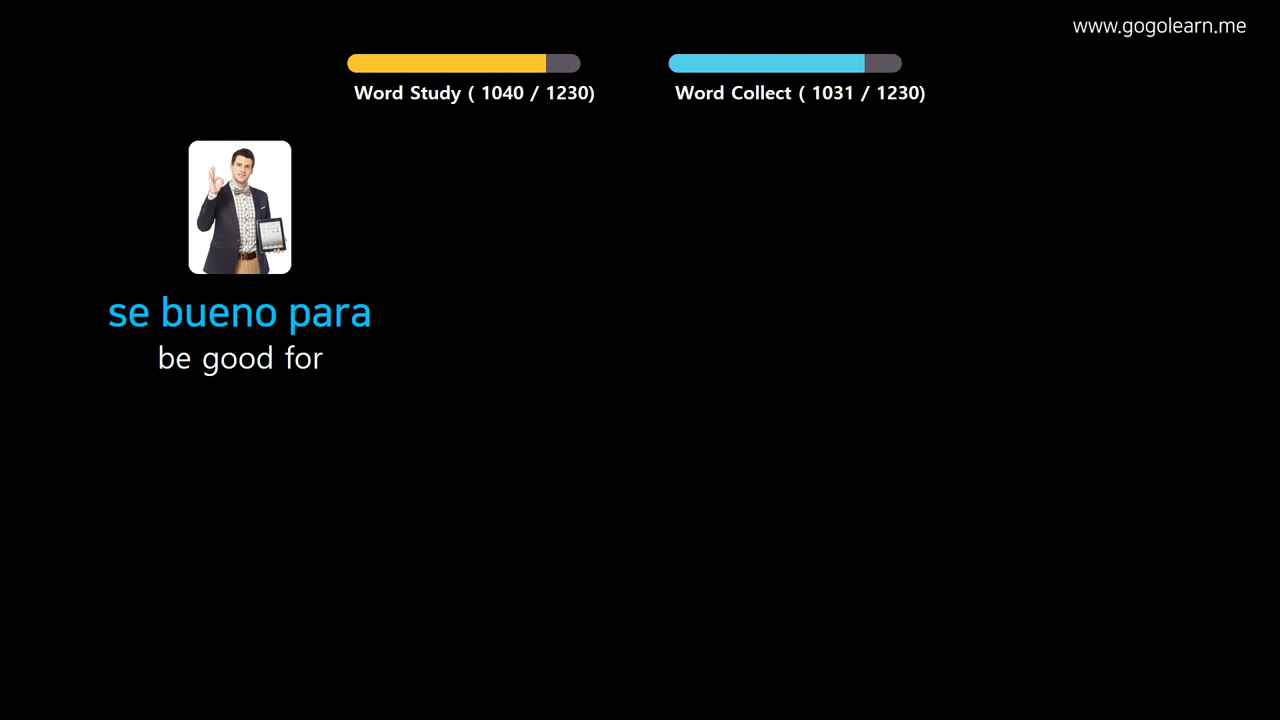 www.gogolearn.me
Word Study ( 1040 / 1230)
Word Collect ( 1031 / 1230)
se bueno para
be good for